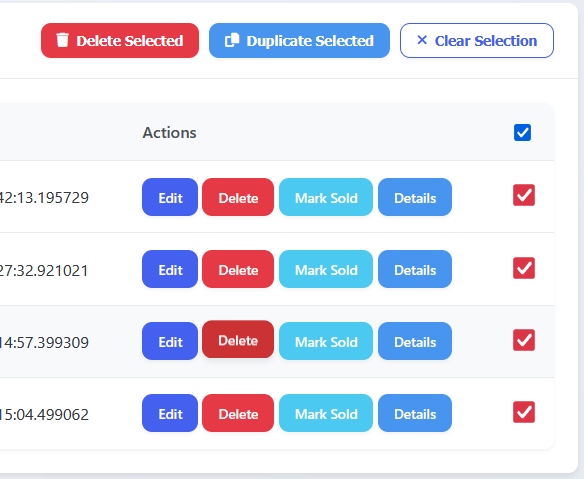 Delete Selected Duplicate Selected Clear Selection
Actions
42:13.195729 Edit Delete Mark Sold Details
27:32.921021 Edit Delete Mark Sold Details
14:57.399309 Edit Delete Mark Sold Details
15:04.499062 Edit Delete Mark Sold Details